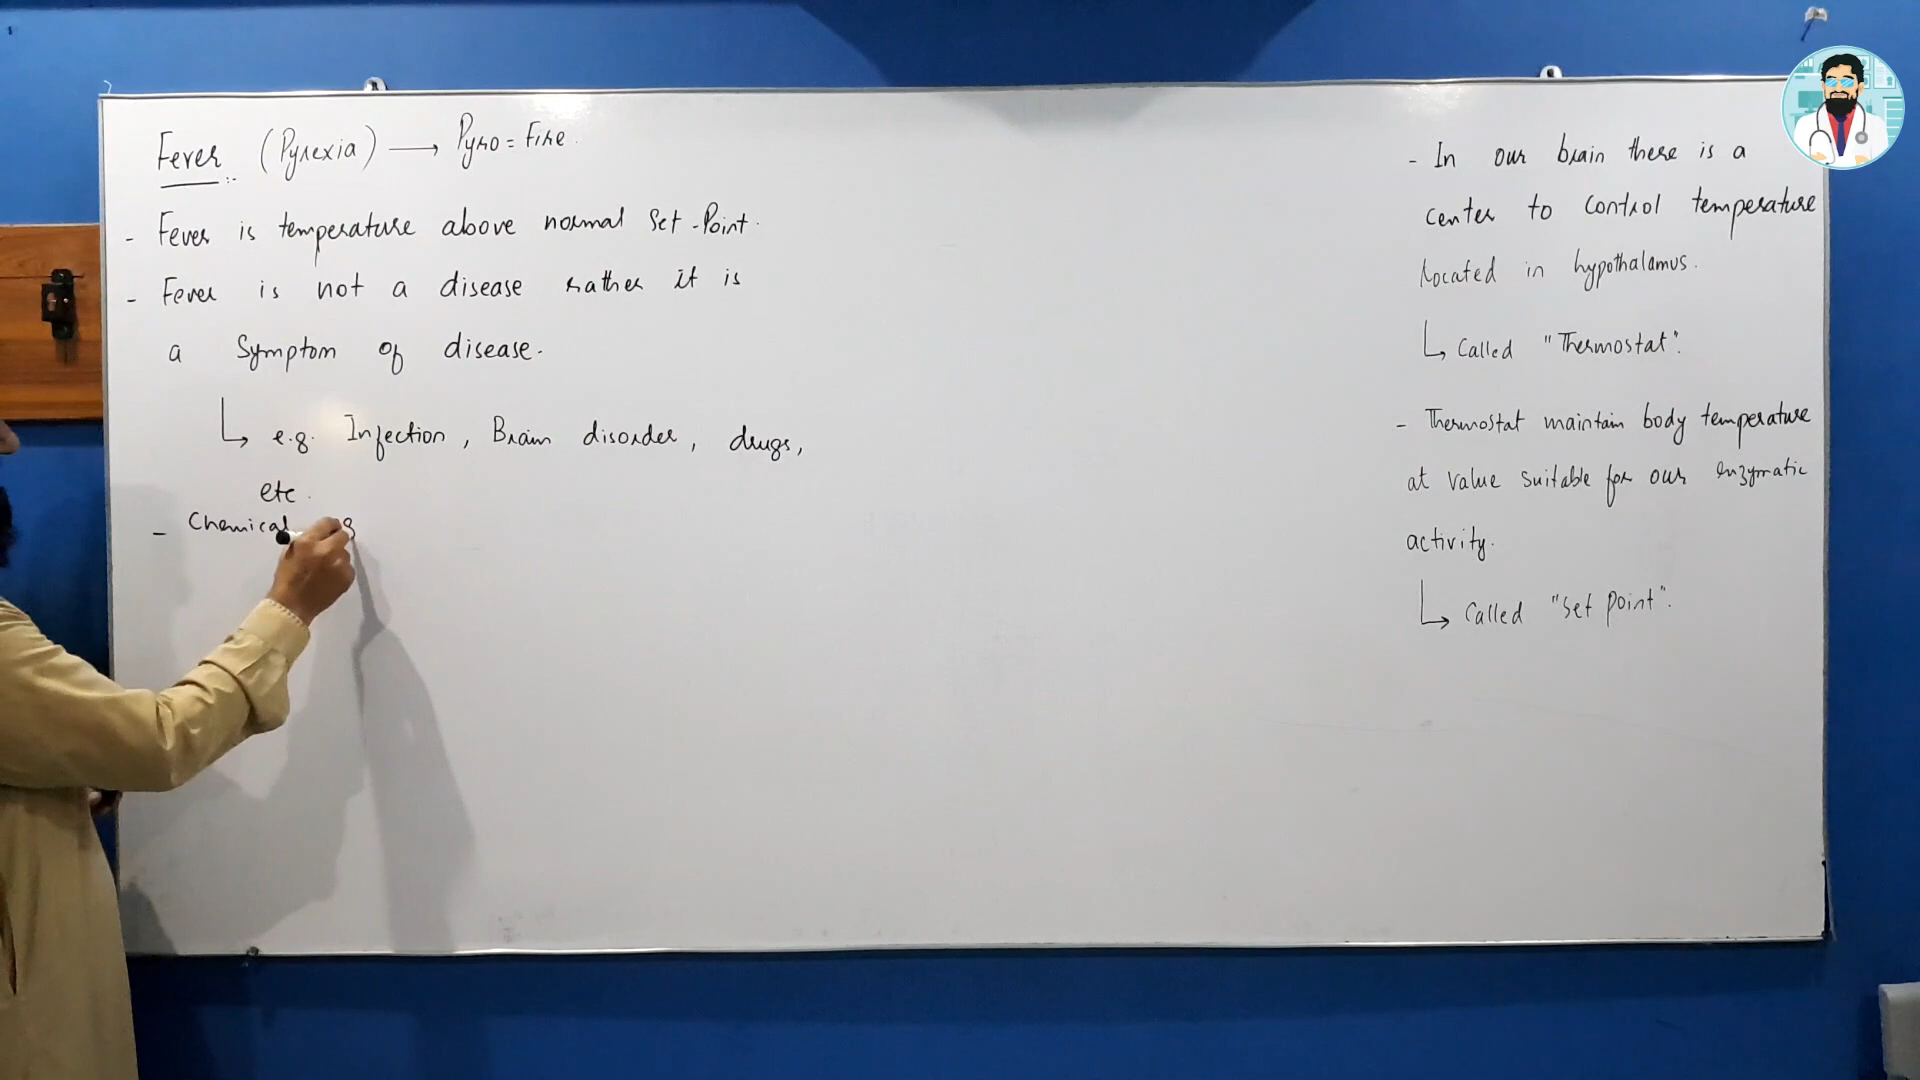 Fever (Pyrexia) → Pyro = Fire.
- Fever is temperature above normal Set-Point.
- Fever is not a disease rather it is
a Symptom of disease.
↳ e.g. Infection, Brain disorder, drugs,
etc.
- Chemical
- In our brain there is a
center to control temperature
located in hypothalamus.
↳ Called "Thermostat".
- Thermostat maintain body temperature
at value suitable for our enzymatic
activity.
↳ Called "Set point".